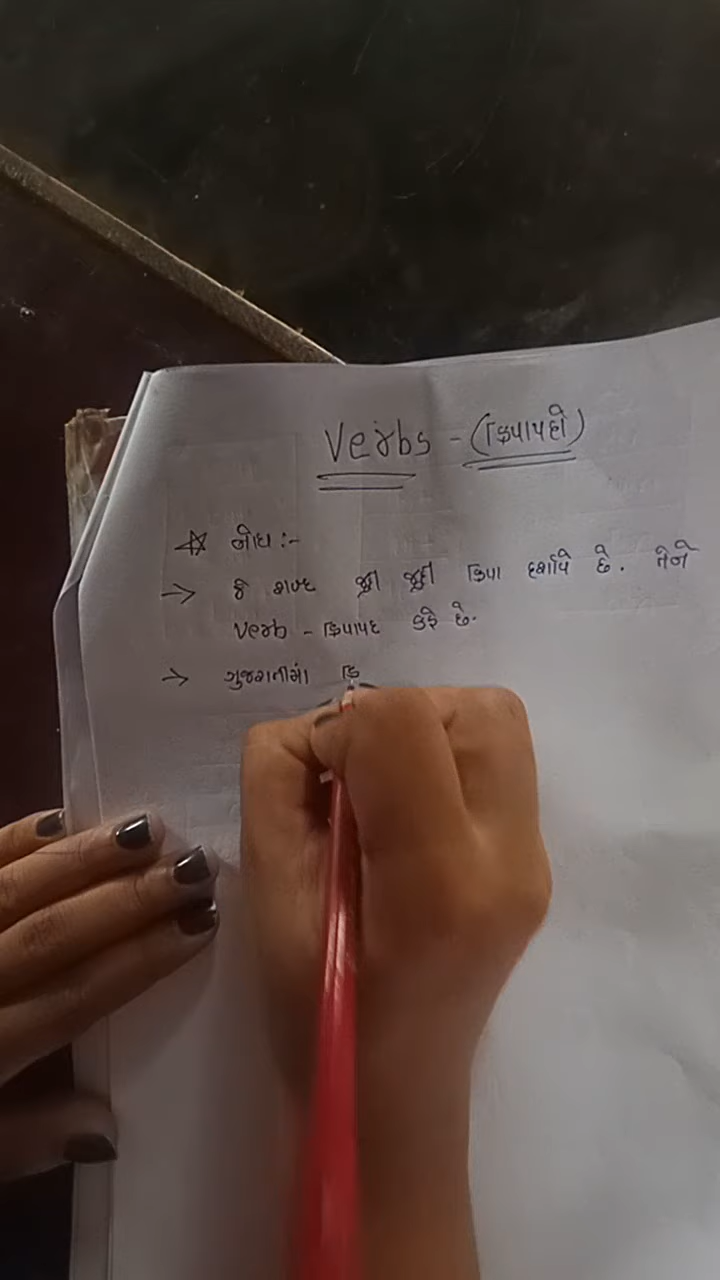 Verbs - (ક્રિયાપદો)
☆ નોંધ :-
→ જે શબ્દ જુદી જુદી ક્રિયા દર્શાવે છે. તેને
Verb - ક્રિયાપદ કહે છે.
→ ગુજરાતીમાં ક્રિ